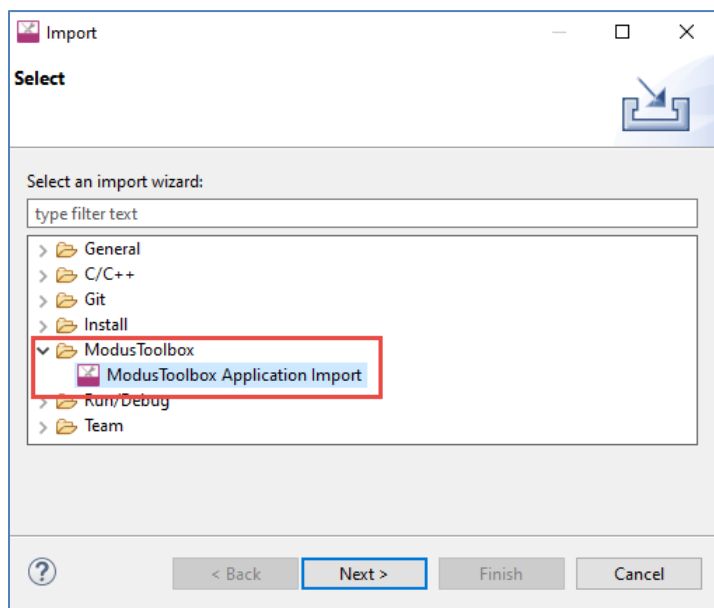 Import
Select
Select an import wizard:
type filter text
General
C/C++
Git
Install
ModusToolbox
ModusToolbox Application Import
Run/Debug
Team
?
< Back
Next >
Finish
Cancel